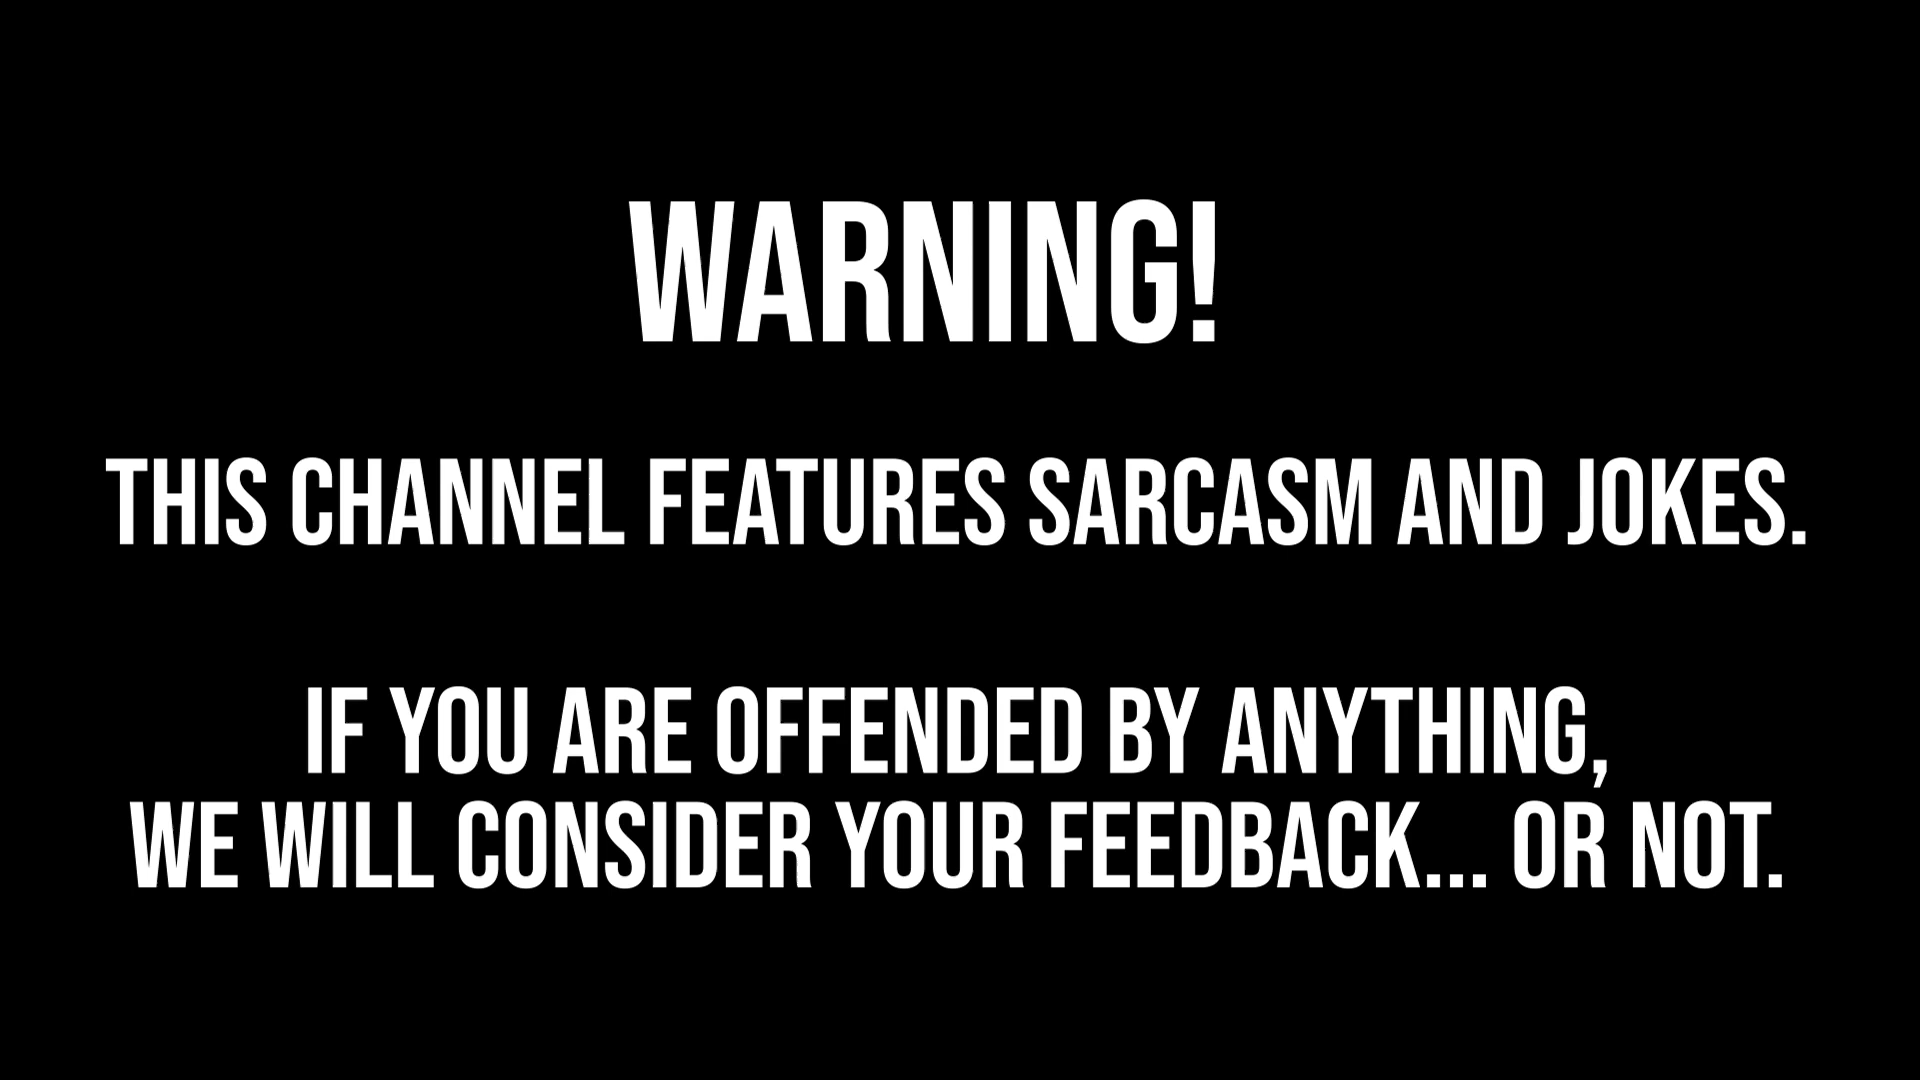 WARNING!
THIS CHANNEL FEATURES SARCASM AND JOKES.
IF YOU ARE OFFENDED BY ANYTHING,
WE WILL CONSIDER YOUR FEEDBACK... OR NOT.